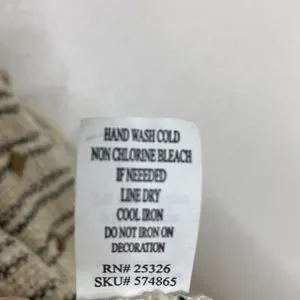 HAND WASH COLD
NON CHLORINE BLEACH
IF NEEEDED
LINE DRY
COOL IRON
DO NOT IRON ON
DECORATION
RN# 25326
SKU# 574865